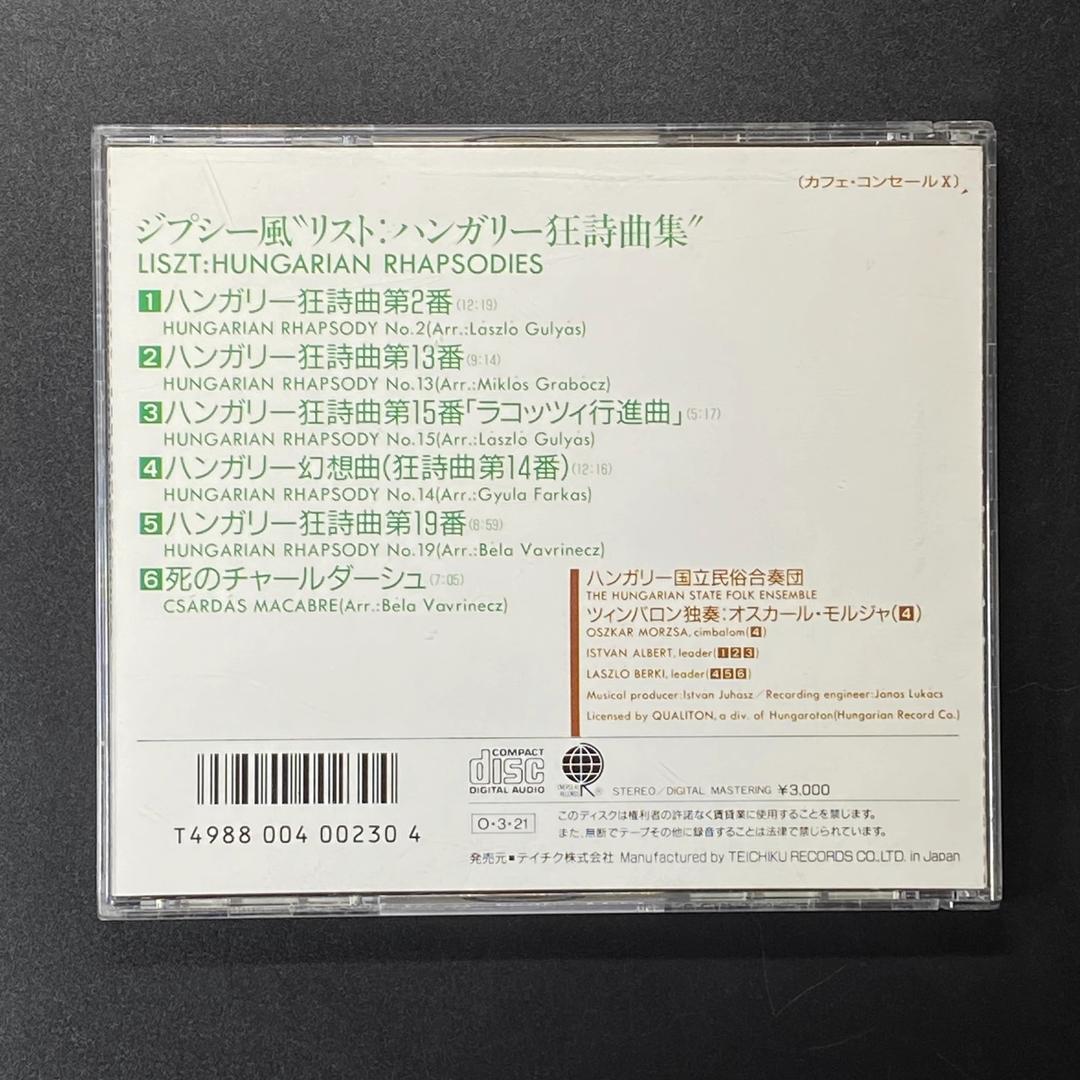 (カフェ・コンセールX)
ジプシー風〝リスト:ハンガリー狂詩曲集〟
LISZT:HUNGARIAN RHAPSODIES
1 ハンガリー狂詩曲第2番(12:19)
HUNGARIAN RHAPSODY No.2(Arr.:László Gulyás)
2 ハンガリー狂詩曲第13番(9:14)
HUNGARIAN RHAPSODY No.13(Arr.:Miklós Grabócz)
3 ハンガリー狂詩曲第15番「ラコッツィ行進曲」(5:17)
HUNGARIAN RHAPSODY No.15(Arr.:László Gulyás)
4 ハンガリー幻想曲(狂詩曲第14番)(12:16)
HUNGARIAN RHAPSODY No.14(Arr.:Gyula Farkas)
5 ハンガリー狂詩曲第19番(8:59)
HUNGARIAN RHAPSODY No.19(Arr.:Béla Vavrinecz)
6 死のチャールダーシュ(7:05)
CSÁRDÁS MACABRE(Arr.:Béla Vavrinecz)
ハンガリー国立民俗合奏団
THE HUNGARIAN STATE FOLK ENSEMBLE
ツィンバロン独奏:オスカール・モルジャ(4)
OSZKAR MORZSA, cimbalom(4)
ISTVAN ALBERT, leader(123)
LASZLO BERKI, leader(456)
Musical producer:Istvan Juhasz/Recording engineer:Janos Lukács
Licensed by QUALITON, a div. of Hungaroton(Hungarian Record Co.)
COMPACT
disc
DIGITAL AUDIO
R®
STEREO/DIGITAL MASTERING ¥3,000
T4988 004 00230 4
O・3・21
このディスクは権利者の許諾なく賃貸業に使用することを禁じます。
また、無断でテープその他に録音することは法律で禁じられています。
発売元■テイチク株式会社 Manufactured by TEICHIKU RECORDS CO.,LTD. in Japan